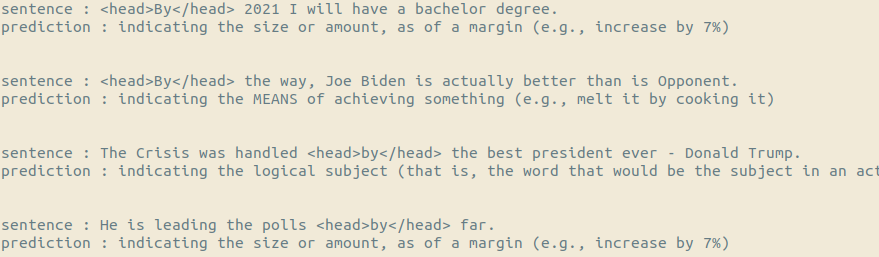 sentence : <head>By</head> 2021 I will have a bachelor degree.
prediction : indicating the size or amount, as of a margin (e.g., increase by 7%)
sentence : <head>By</head> the way, Joe Biden is actually better than is Opponent.
prediction : indicating the MEANS of achieving something (e.g., melt it by cooking it)
sentence : The Crisis was handled <head>by</head> the best president ever - Donald Trump.
prediction : indicating the logical subject (that is, the word that would be the subject in an act
sentence : He is leading the polls <head>by</head> far.
prediction : indicating the size or amount, as of a margin (e.g., increase by 7%)